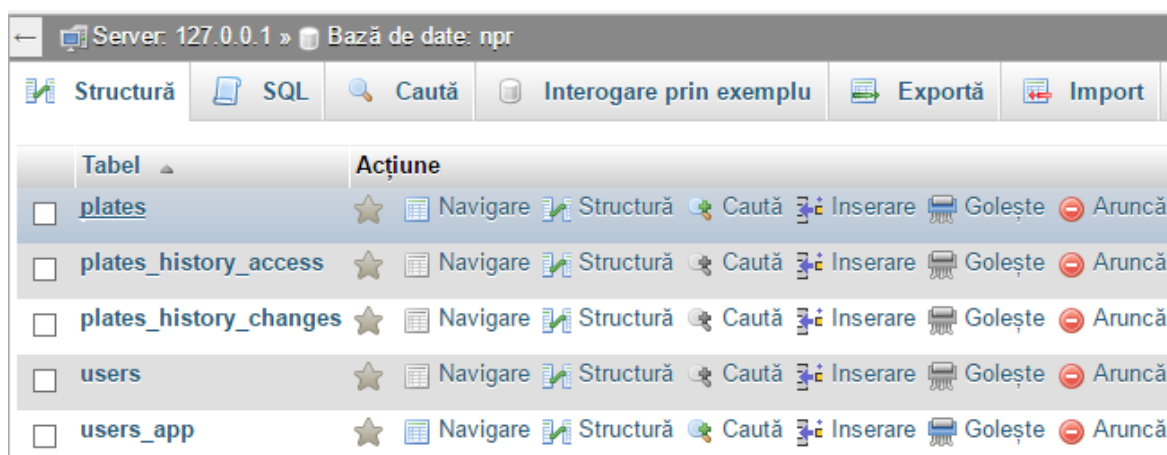 ← Server: 127.0.0.1 » Bază de date: npr
Structură SQL Caută Interogare prin exemplu Exportă Import
Tabel Acțiune
plates Navigare Structură Caută Inserare Golește Aruncă
plates_history_access Navigare Structură Caută Inserare Golește Aruncă
plates_history_changes Navigare Structură Caută Inserare Golește Aruncă
users Navigare Structură Caută Inserare Golește Aruncă
users_app Navigare Structură Caută Inserare Golește Aruncă